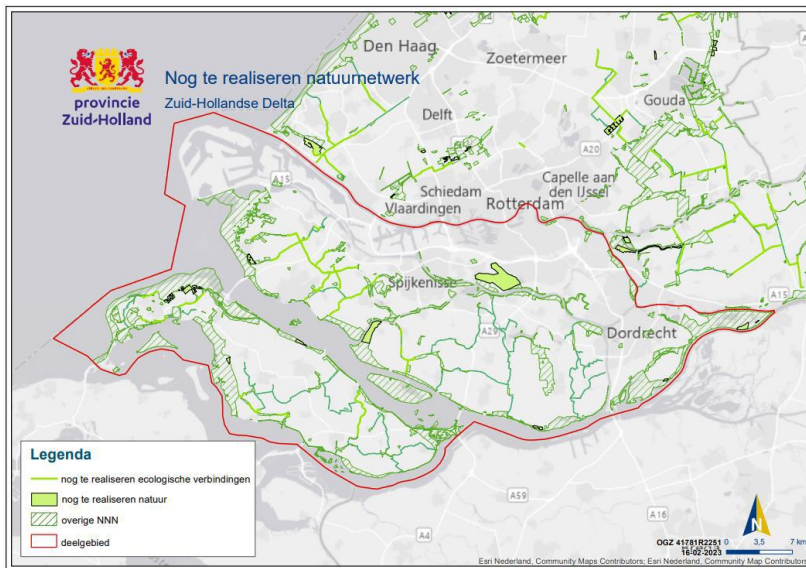 provincie
Zuid-Holland
Nog te realiseren natuurnetwerk
Zuid-Hollandse Delta
Den Haag
Zoetermeer
Gouda
Delft
A20
A15
Schiedam
Capelle aan
den IJssel
Vlaardingen
Rotterdam
Spijkenisse
A15
A29
Dordrecht
Legenda
nog te realiseren ecologische verbindingen
nog te realiseren natuur
overige NNN
deelgebied
A59
A4
A16
N
OGZ 41781R2251
16-02-2023
0 3,5 7 km
Esri Nederland, Community Maps Contributors; Esri Nederland, Community Map Contributors